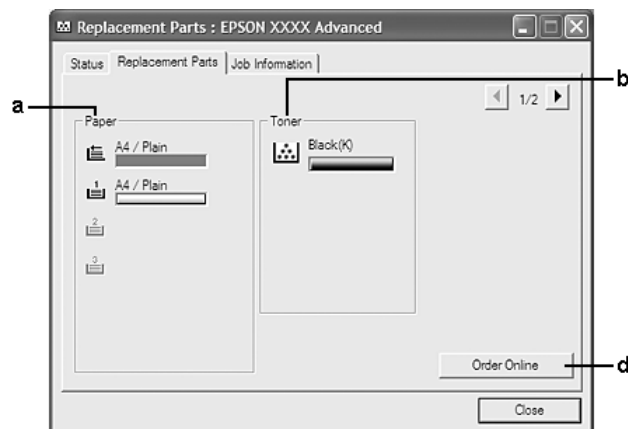 Replacement Parts : EPSON XXXX Advanced
Status Replacement Parts Job Information
a
b
1/2
Paper
Toner
A4 / Plain
Black(K)
1
A4 / Plain
2
3
Order Online
d
Close